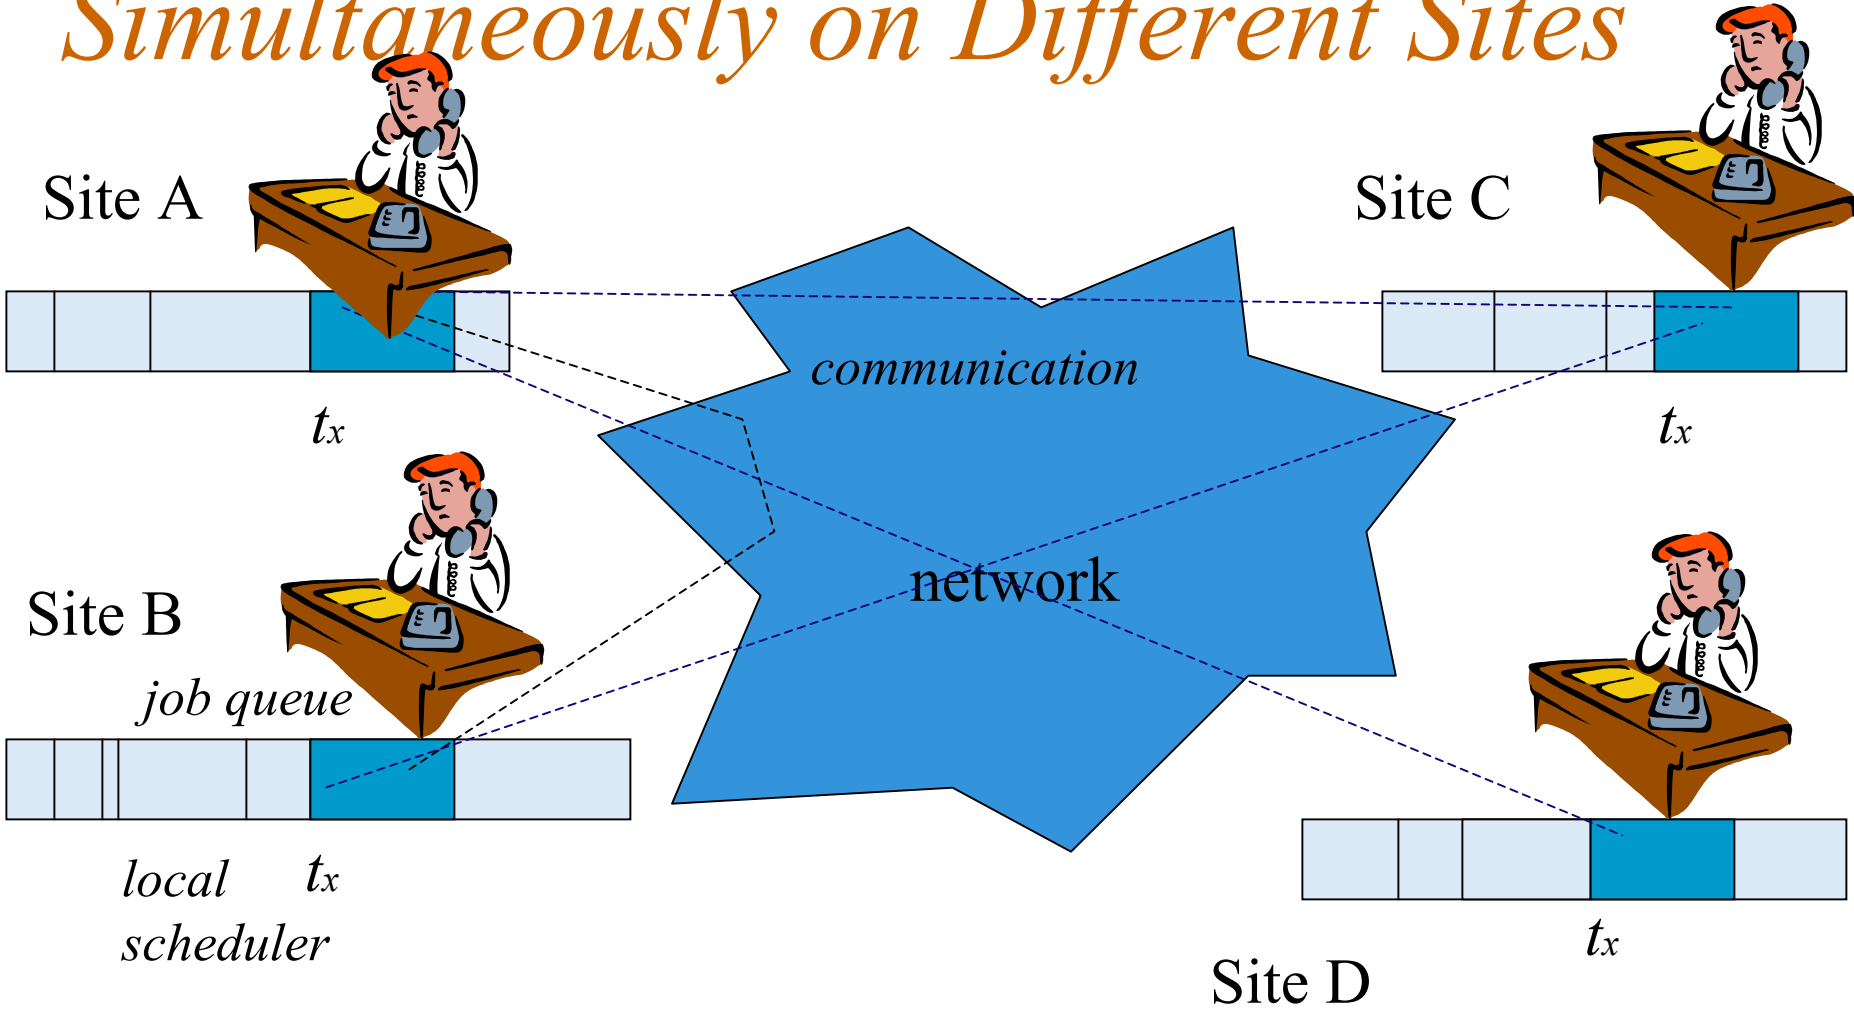 Simultaneously on Different Sites
Site A
Site C
communication
tx
tx
Site B
network
job queue
local
scheduler
tx
tx
Site D